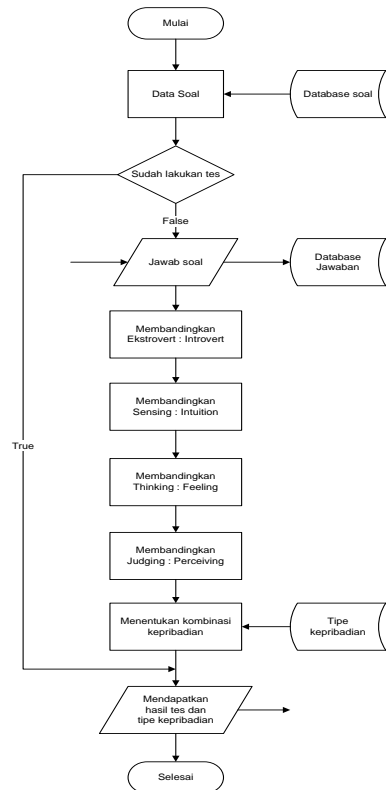 Mulai
Data Soal
Database soal
Sudah lakukan tes
False
Jawab soal
Database
Jawaban
Membandingkan
Ekstrovert : Introvert
Membandingkan
Sensing : Intuition
True
Membandingkan
Thinking : Feeling
Membandingkan
Judging : Perceiving
Menentukan kombinasi
kepribadian
Tipe
kepribadian
Mendapatkan
hasil tes dan
tipe kepribadian
Selesai